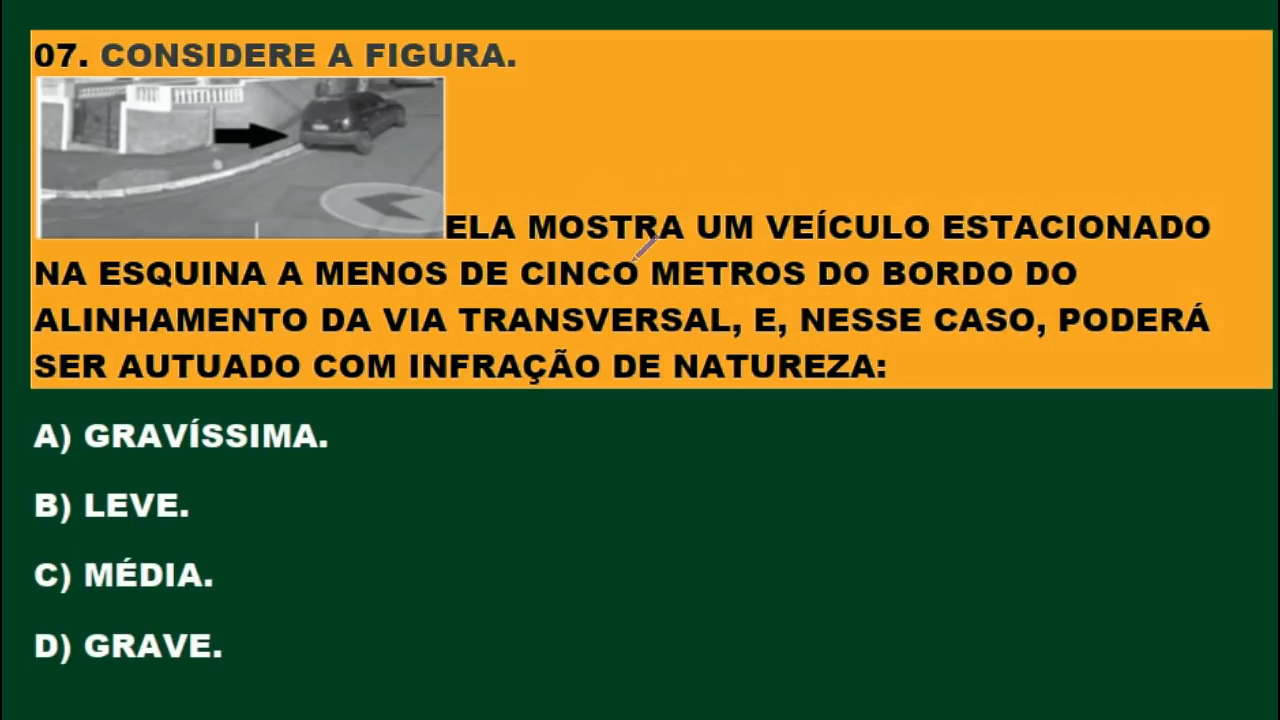 07. CONSIDERE A FIGURA.
ELA MOSTRA UM VEÍCULO ESTACIONADO
NA ESQUINA A MENOS DE CINCO METROS DO BORDO DO
ALINHAMENTO DA VIA TRANSVERSAL, E, NESSE CASO, PODERÁ
SER AUTUADO COM INFRAÇÃO DE NATUREZA:
A) GRAVÍSSIMA.
B) LEVE.
C) MÉDIA.
D) GRAVE.